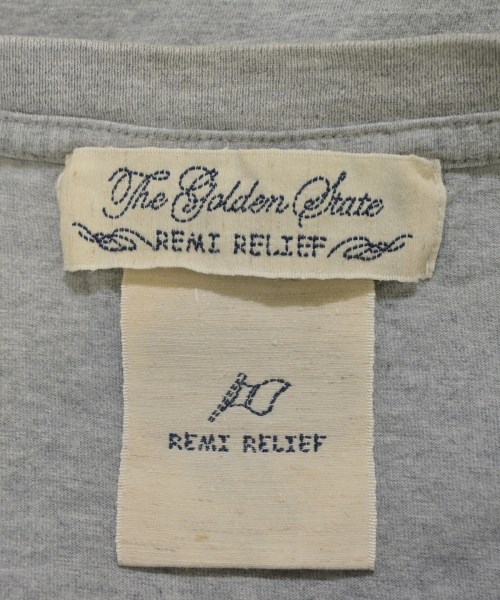 The Golden State
REMI RELIEF
REMI RELIEF